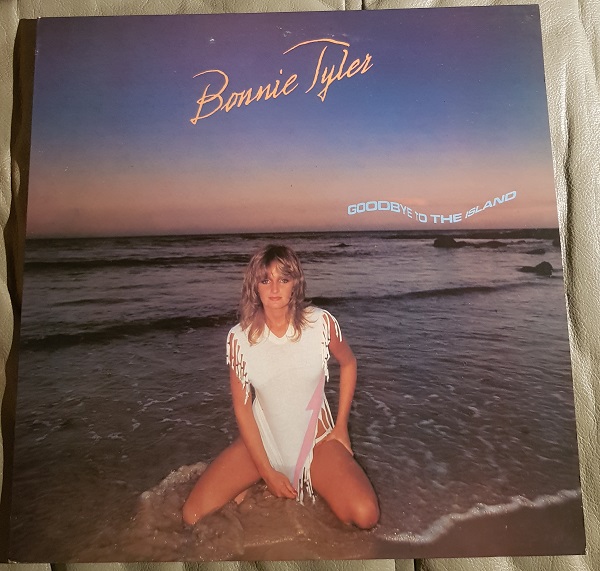 Bonnie Tyler
GOODBYE TO THE ISLAND